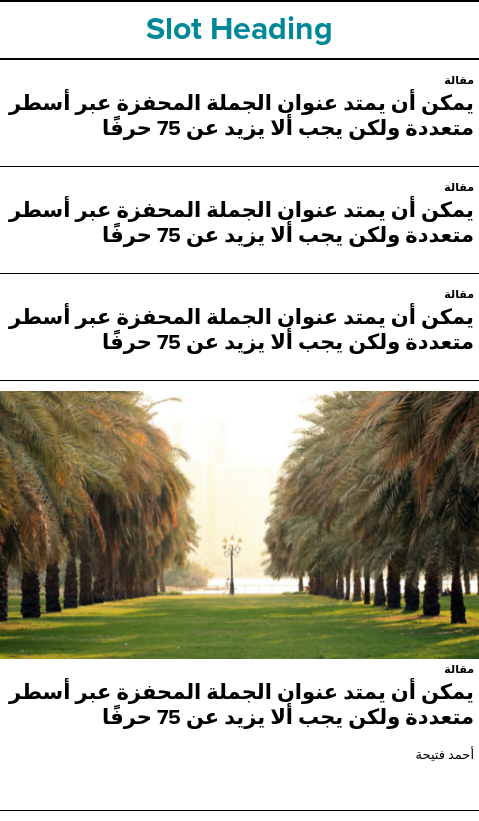 Slot Heading
مقالة
يمكن أن يمتد عنوان الجملة المحفزة عبر أسطر
متعددة ولكن يجب ألا يزيد عن 75 حرفًا
مقالة
يمكن أن يمتد عنوان الجملة المحفزة عبر أسطر
متعددة ولكن يجب ألا يزيد عن 75 حرفًا
مقالة
يمكن أن يمتد عنوان الجملة المحفزة عبر أسطر
متعددة ولكن يجب ألا يزيد عن 75 حرفًا
مقالة
يمكن أن يمتد عنوان الجملة المحفزة عبر أسطر
متعددة ولكن يجب ألا يزيد عن 75 حرفًا
أحمد فتيحة